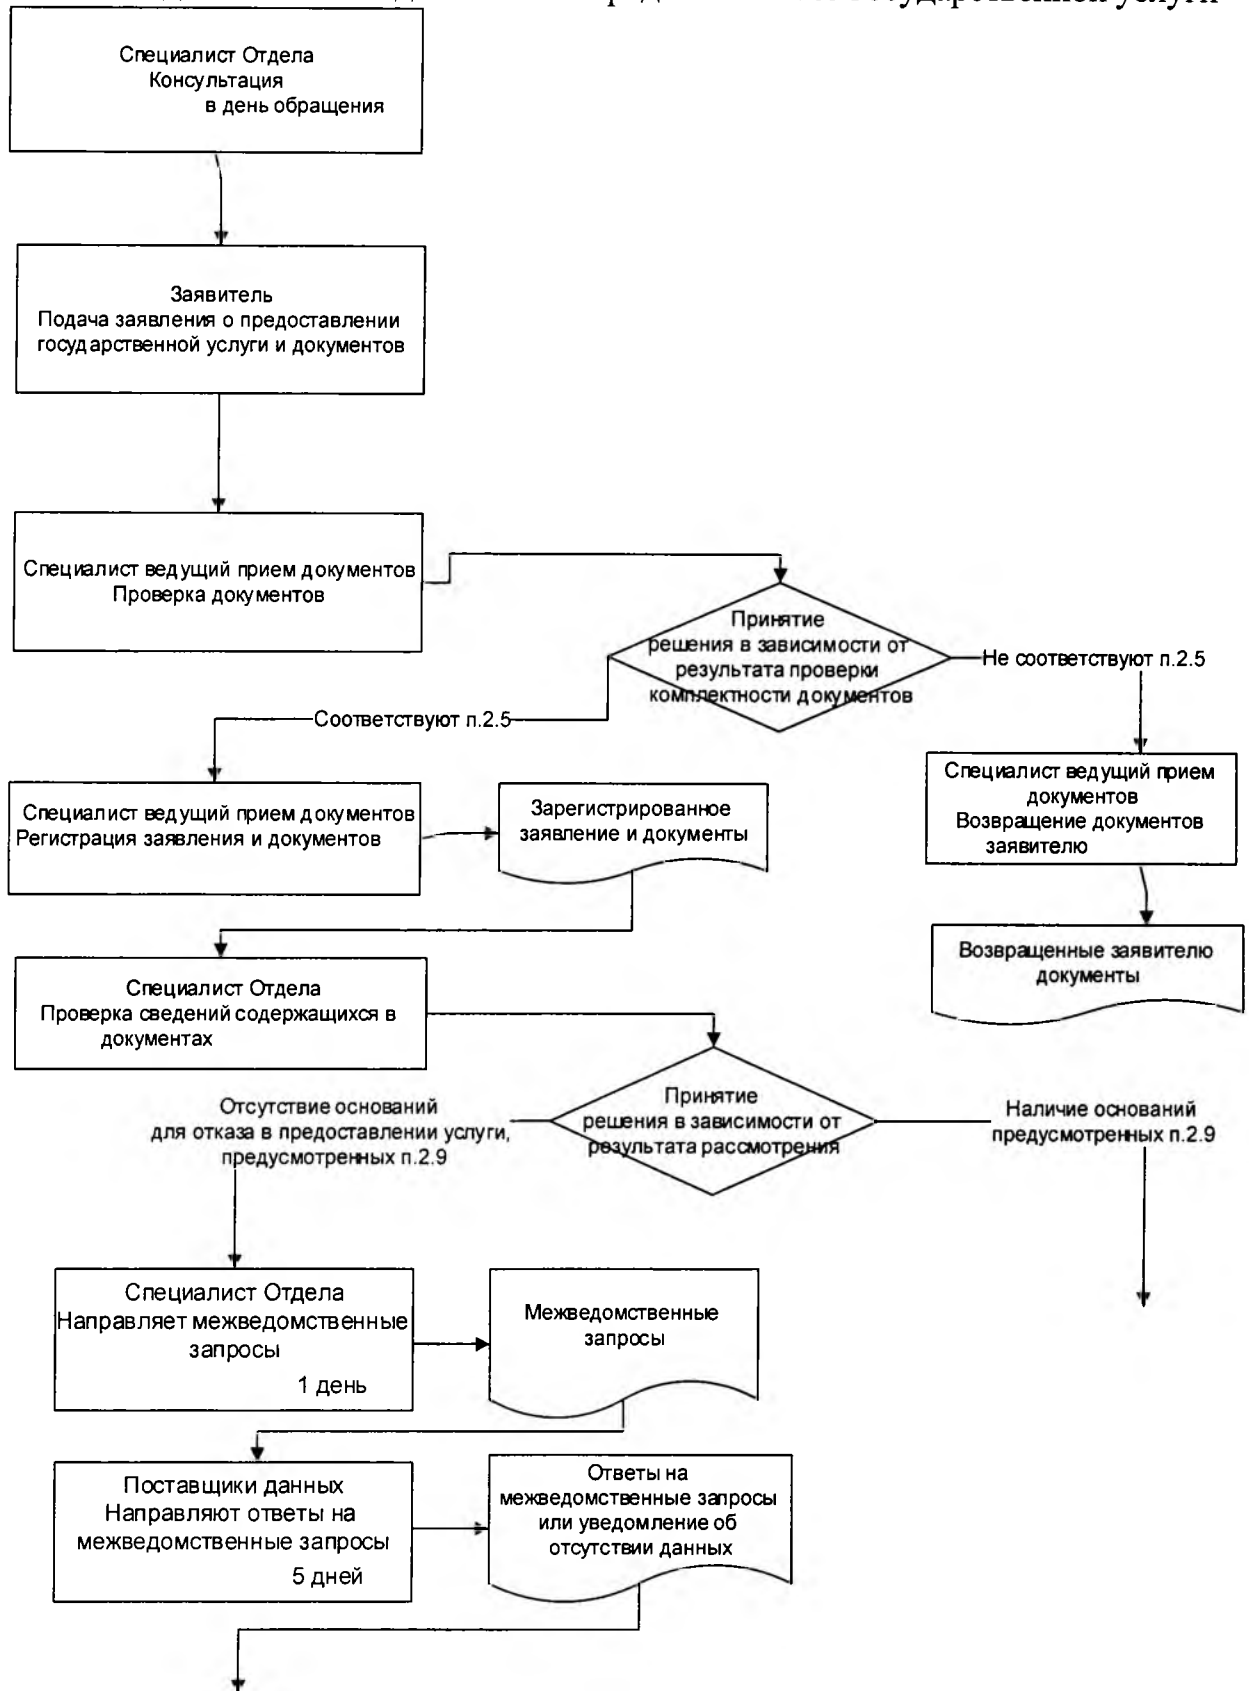 государственной услуги
Специалист Отдела
Консультация
в день обращения
Заявитель
Подача заявления о предоставлении
государственной услуги и документов
Специалист ведущий прием документов
Проверка документов
Принятие
решения в зависимости от
результата проверки
комплектности документов
Не соответствуют п.2.5
Соответствуют п.2.5
Специалист ведущий прием документов
Регистрация заявления и документов
Зарегистрированное
заявление и документы
Специалист ведущий прием
документов
Возвращение документов
заявителю
Возвращенные заявителю
документы
Специалист Отдела
Проверка сведений содержащихся в
документах
Принятие
решения в зависимости от
результата рассмотрения
Отсутствие оснований
для отказа в предоставлении услуги,
предусмотренных п.2.9
Наличие оснований
предусмотренных п.2.9
Специалист Отдела
Направляет межведомственные
запросы
1 день
Межведомственные
запросы
Поставщики данных
Направляют ответы на
межведомственные запросы
5 дней
Ответы на
межведомственные запросы
или уведомление об
отсутствии данных